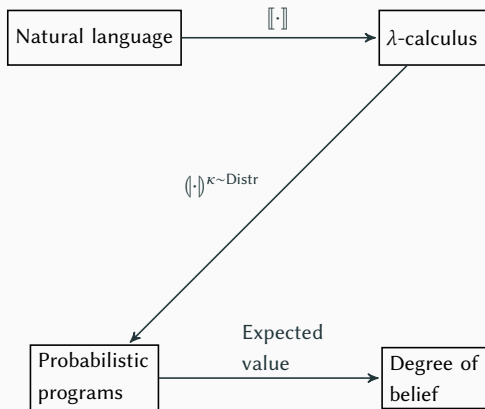 ⟦·⟧
Natural language
λ-calculus
⦇·⦈^κ∼Distr
Expected
value
Probabilistic
programs
Degree of
belief